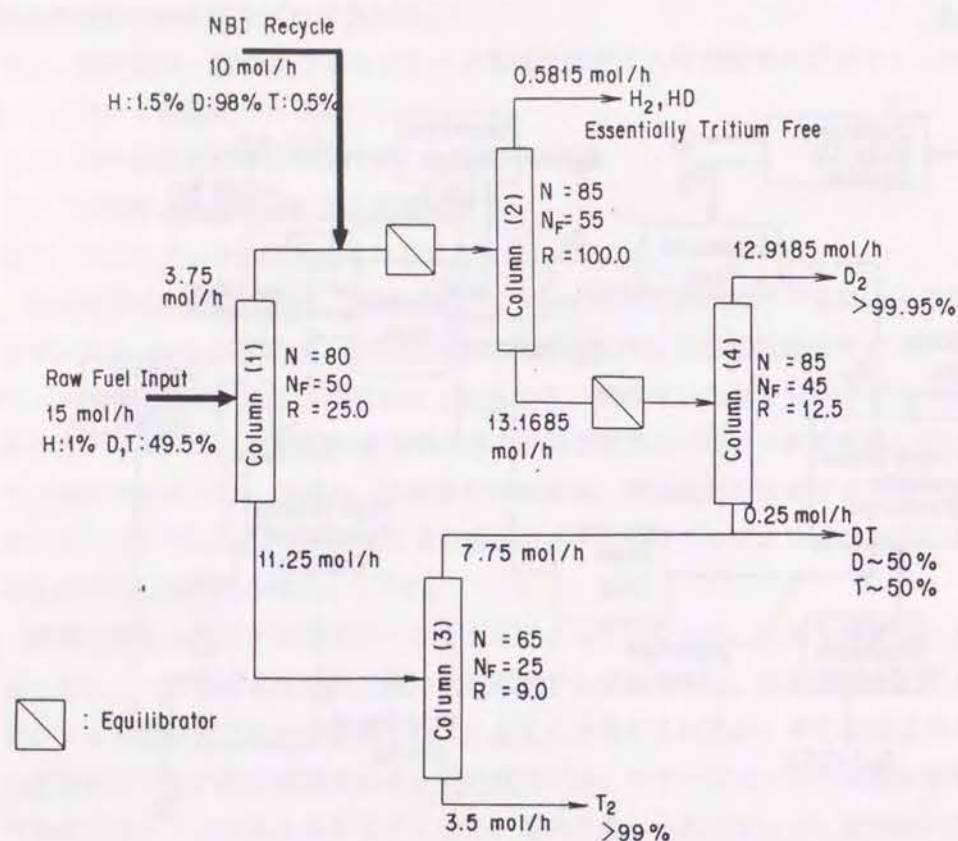 NBI Recycle
10 mol/h
H:1.5% D:98% T:0.5%
0.5815 mol/h
H₂, HD
Essentially Tritium Free
Column (2)
N = 85
N_F = 55
R = 100.0
3.75
mol/h
12.9185 mol/h
D₂
>99.95%
Raw Fuel Input
15 mol/h
H:1% D,T:49.5%
Column (1)
N = 80
N_F = 50
R = 25.0
13.1685
mol/h
Column (4)
N = 85
N_F = 45
R = 12.5
0.25 mol/h
11.25 mol/h
7.75 mol/h
DT
D~50%
T~50%
Column (3)
N = 65
N_F = 25
R = 9.0
: Equilibrator
3.5 mol/h
T₂
>99%